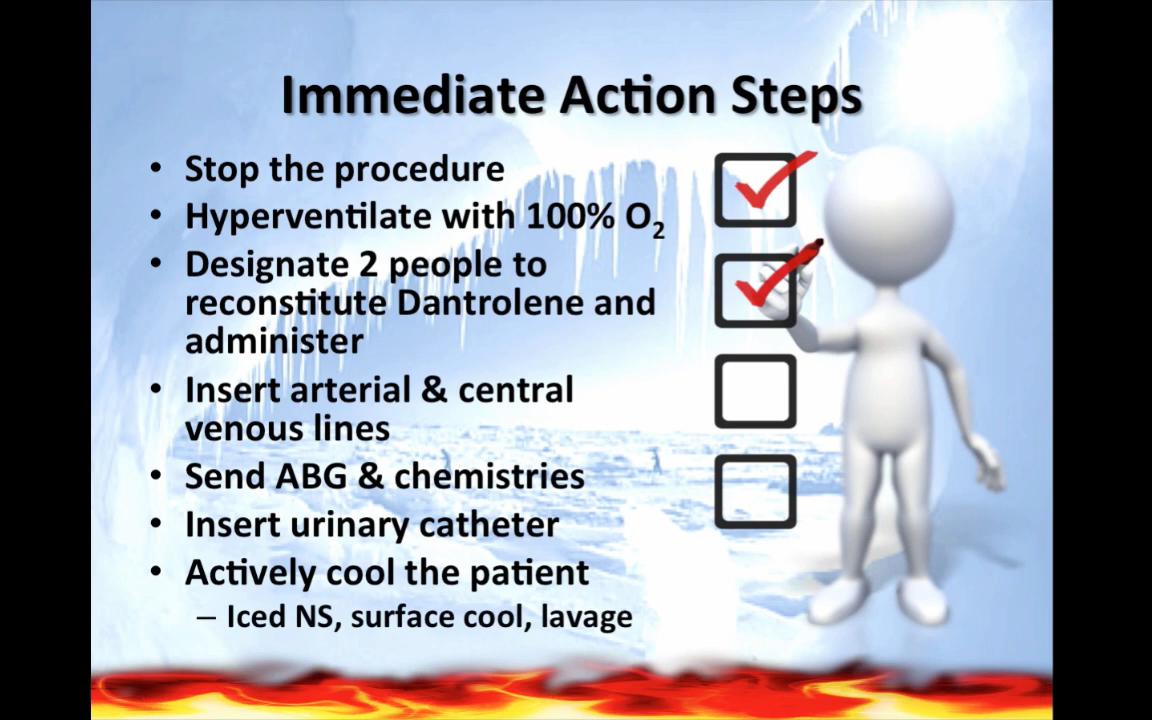 Immediate Action Steps
• Stop the procedure
• Hyperventilate with 100% O₂
• Designate 2 people to
reconstitute Dantrolene and
administer
• Insert arterial & central
venous lines
• Send ABG & chemistries
• Insert urinary catheter
• Actively cool the patient
– Iced NS, surface cool, lavage